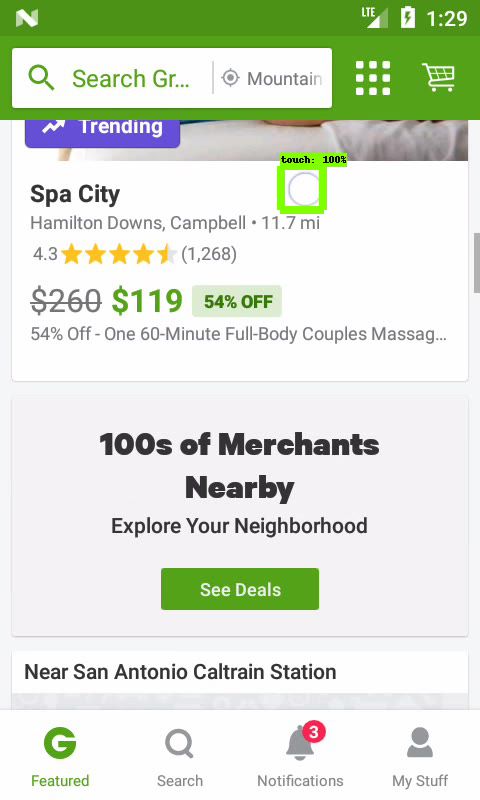 LTE 1:29
Search Gr... Mountain
Trending
touch: 100%
Spa City
Hamilton Downs, Campbell • 11.7 mi
4.3 (1,268)
$260 $119 54% OFF
54% Off - One 60-Minute Full-Body Couples Massag...
100s of Merchants
Nearby
Explore Your Neighborhood
See Deals
Near San Antonio Caltrain Station
3
Featured Search Notifications My Stuff